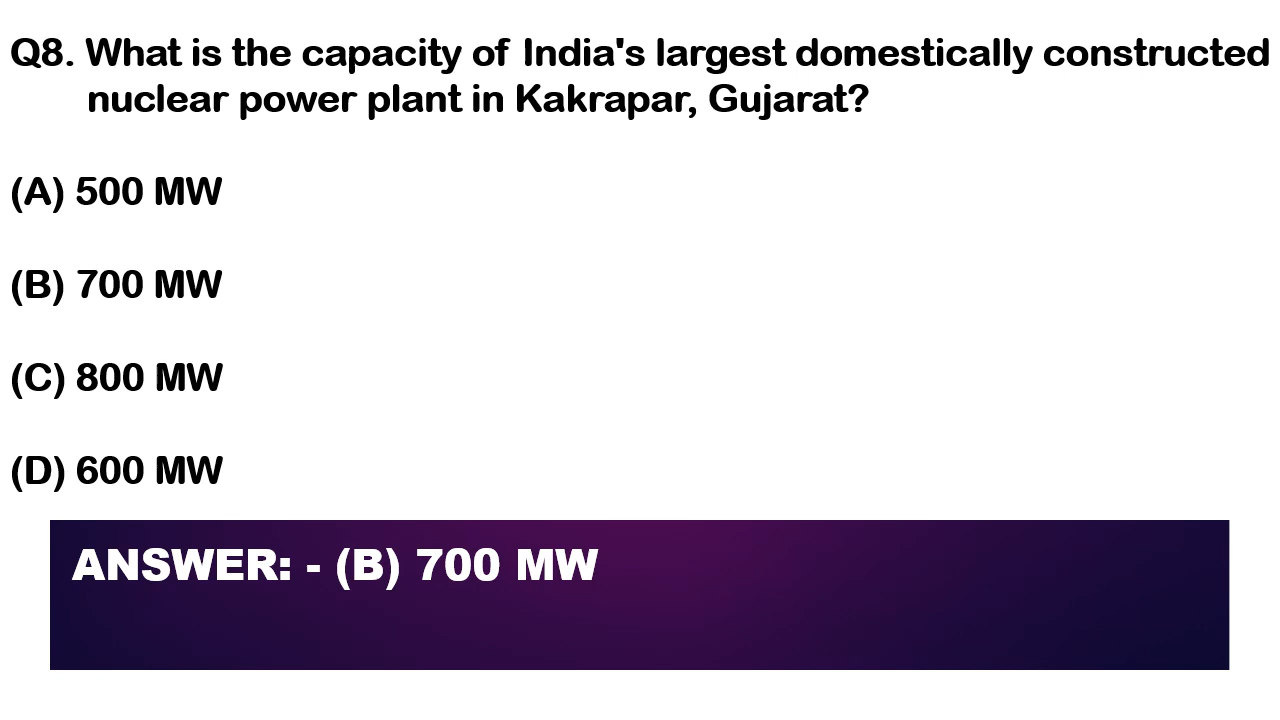 Q8. What is the capacity of India's largest domestically constructed
nuclear power plant in Kakrapar, Gujarat?
(A) 500 MW
(B) 700 MW
(C) 800 MW
(D) 600 MW
ANSWER: - (B) 700 MW